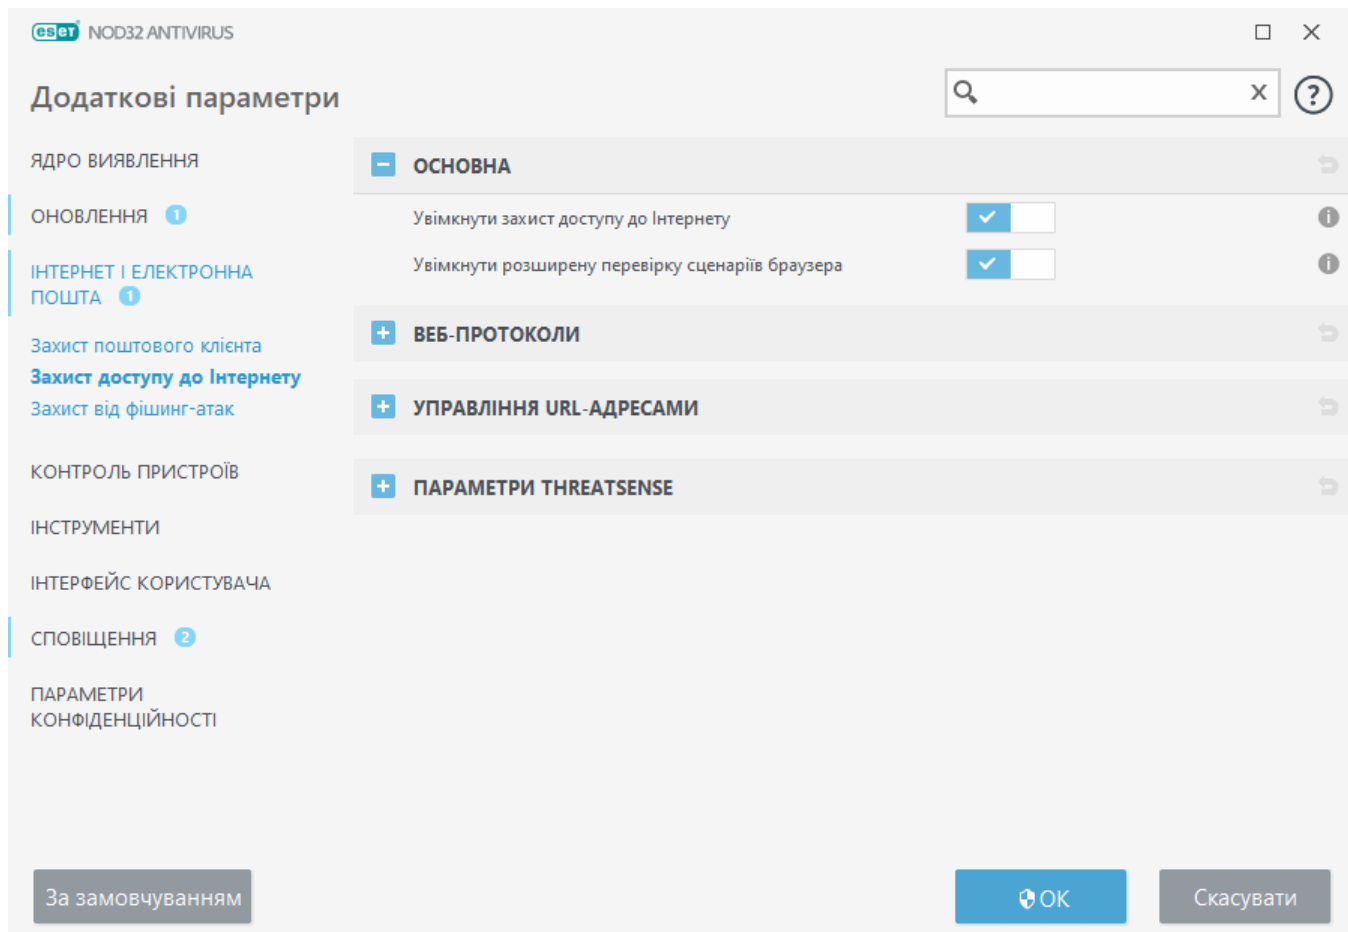 eset NOD32 ANTIVIRUS
Додаткові параметри
x
?
ЯДРО ВИЯВЛЕННЯ
ОНОВЛЕННЯ 1
ІНТЕРНЕТ І ЕЛЕКТРОННА
ПОШТА 1
Захист поштового клієнта
Захист доступу до Інтернету
Захист від фішинг-атак
КОНТРОЛЬ ПРИСТРОЇВ
ІНСТРУМЕНТИ
ІНТЕРФЕЙС КОРИСТУВАЧА
СПОВІЩЕННЯ 2
ПАРАМЕТРИ
КОНФІДЕНЦІЙНОСТІ
ОСНОВНА
Увімкнути захист доступу до Інтернету
Увімкнути розширену перевірку сценаріїв браузера
ВЕБ-ПРОТОКОЛИ
УПРАВЛІННЯ URL-АДРЕСАМИ
ПАРАМЕТРИ THREATSENSE
За замовчуванням
ОК
Скасувати